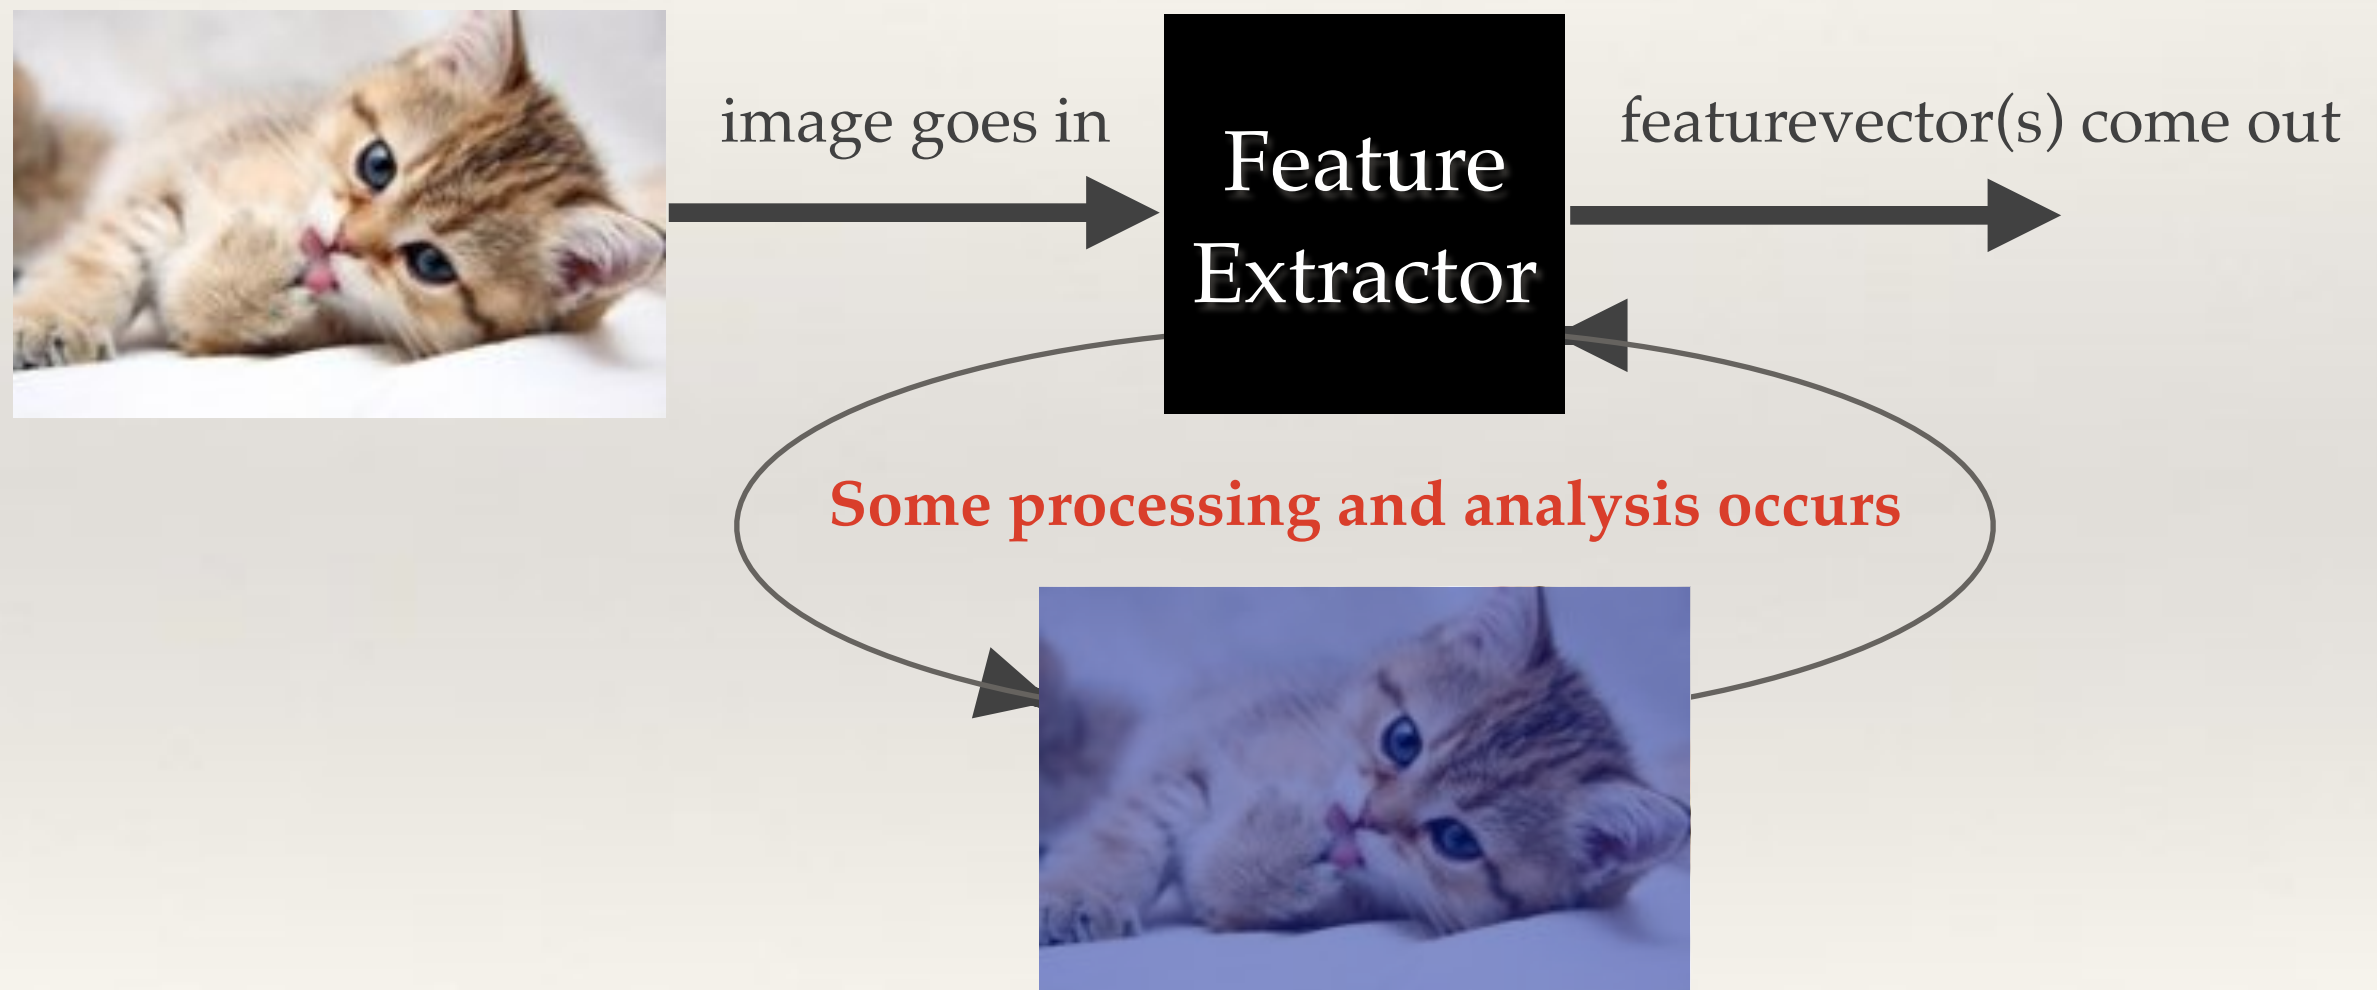 image goes in
Feature
Extractor
featurevector(s) come out
Some processing and analysis occurs